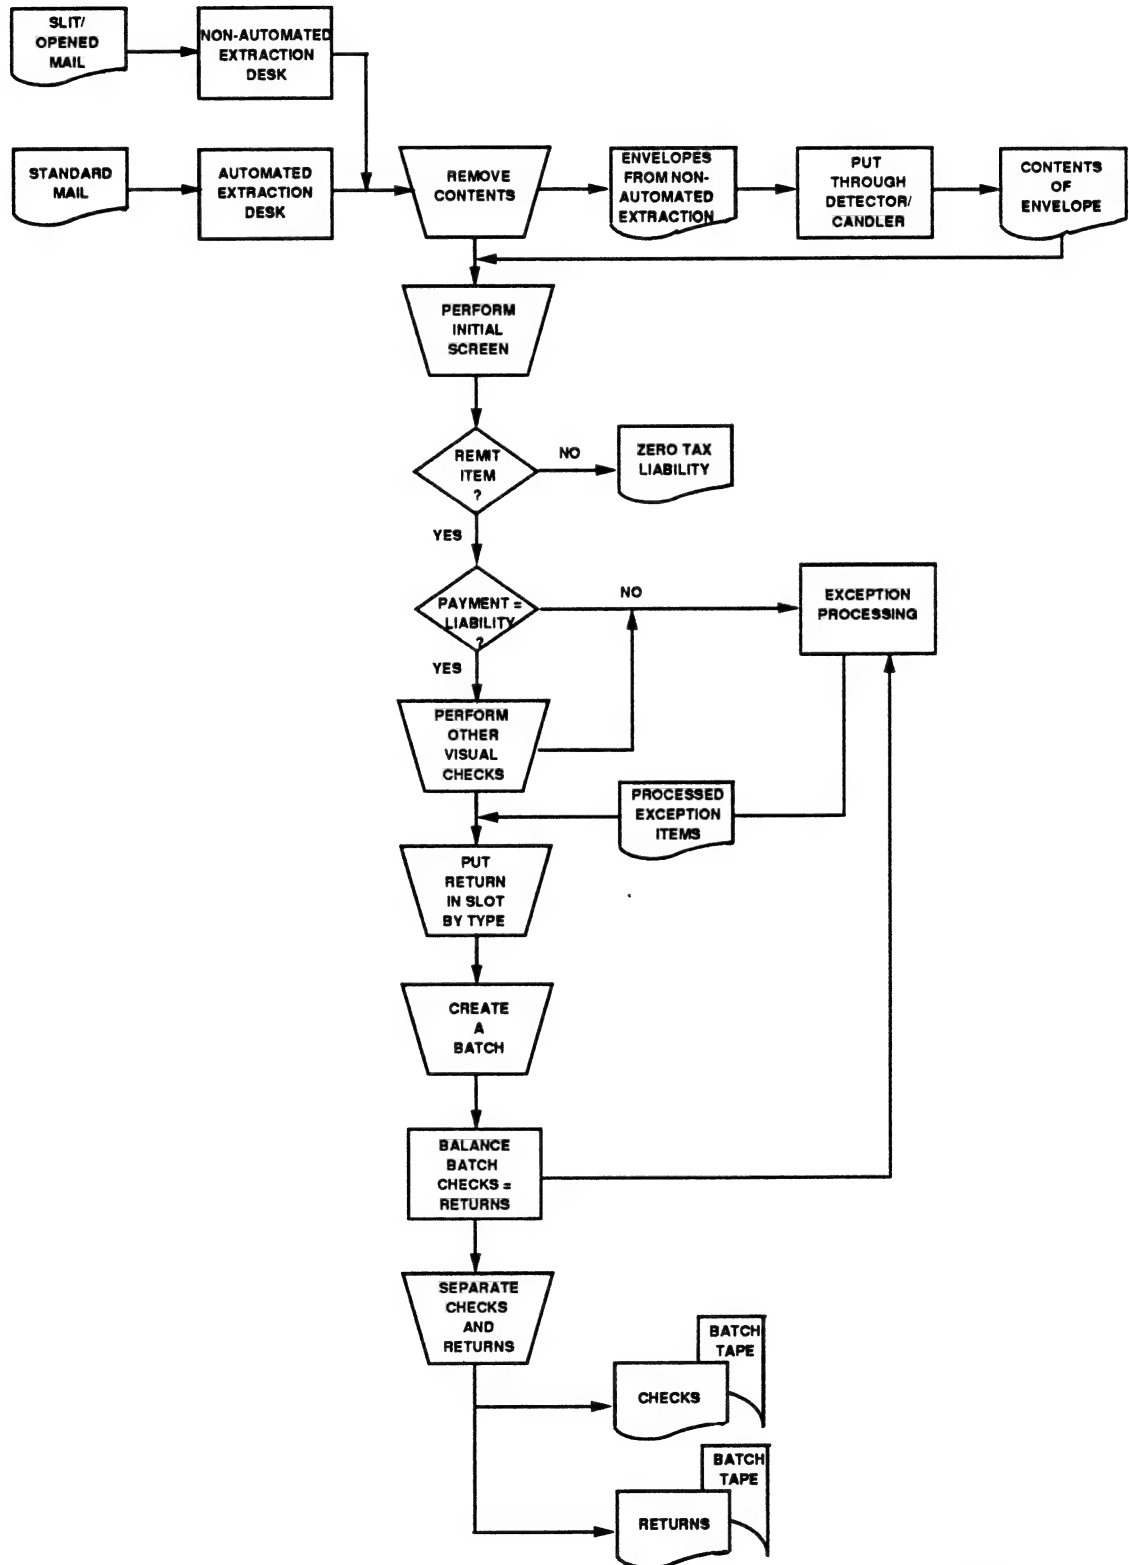 SLIT/
OPENED
MAIL
NON-AUTOMATED
EXTRACTION
DESK
STANDARD
MAIL
AUTOMATED
EXTRACTION
DESK
REMOVE
CONTENTS
ENVELOPES
FROM NON-
AUTOMATED
EXTRACTION
PUT
THROUGH
DETECTOR/
CANDLER
CONTENTS
OF
ENVELOPE
PERFORM
INITIAL
SCREEN
REMIT
ITEM
?
NO
ZERO TAX
LIABILITY
YES
PAYMENT =
LIABILITY
?
NO
EXCEPTION
PROCESSING
YES
PERFORM
OTHER
VISUAL
CHECKS
PROCESSED
EXCEPTION
ITEMS
PUT
RETURN
IN SLOT
BY TYPE
CREATE
A
BATCH
BALANCE
BATCH
CHECKS =
RETURNS
SEPARATE
CHECKS
AND
RETURNS
BATCH
TAPE
CHECKS
BATCH
TAPE
RETURNS